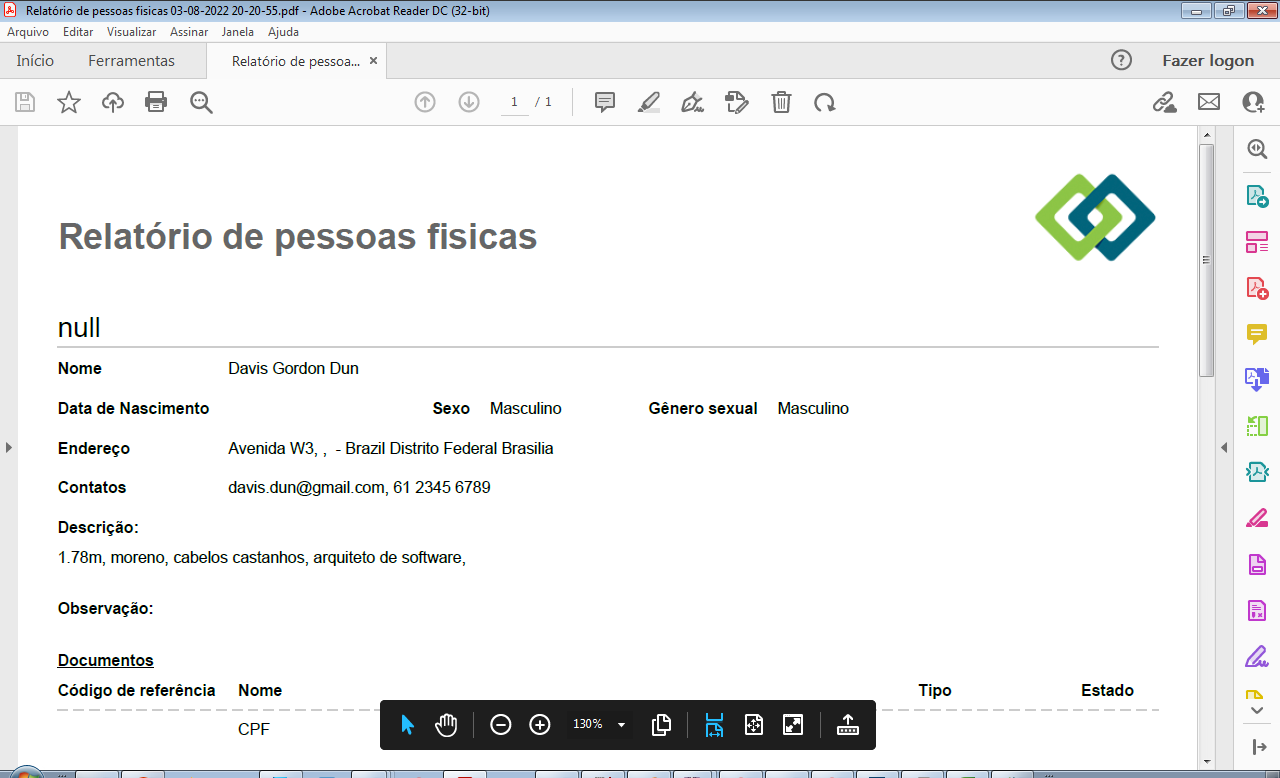 Relatório de pessoas fisicas 03-08-2022 20-20-55.pdf - Adobe Acrobat Reader DC (32-bit)
Arquivo Editar Visualizar Assinar Janela Ajuda
Início Ferramentas Relatório de pessoa... × Fazer logon
1 / 1
Relatório de pessoas fisicas
null
Nome Davis Gordon Dun
Data de Nascimento Sexo Masculino Gênero sexual Masculino
Endereço Avenida W3, , - Brazil Distrito Federal Brasilia
Contatos davis.dun@gmail.com, 61 2345 6789
Descrição:
1.78m, moreno, cabelos castanhos, arquiteto de software,
Observação:
Documentos
Código de referência Nome Tipo Estado
CPF
130%